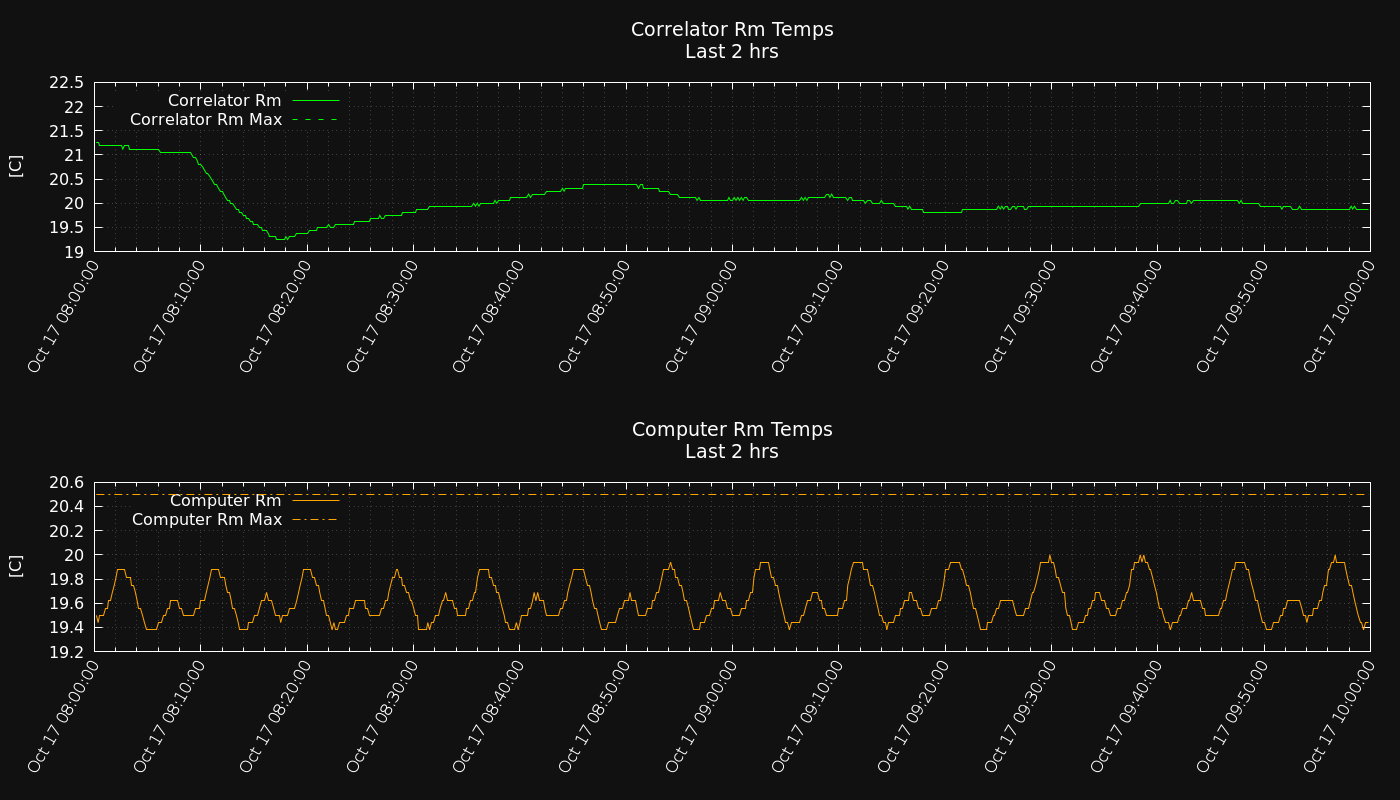 Correlator Rm Temps
Last 2 hrs
22.5
22
21.5
21
20.5
20
19.5
19
[C]
Correlator Rm
Correlator Rm Max
Oct 17 08:00:00
Oct 17 08:10:00
Oct 17 08:20:00
Oct 17 08:30:00
Oct 17 08:40:00
Oct 17 08:50:00
Oct 17 09:00:00
Oct 17 09:10:00
Oct 17 09:20:00
Oct 17 09:30:00
Oct 17 09:40:00
Oct 17 09:50:00
Oct 17 10:00:00
Computer Rm Temps
Last 2 hrs
20.6
20.4
20.2
20
19.8
19.6
19.4
19.2
[C]
Computer Rm
Computer Rm Max
Oct 17 08:00:00
Oct 17 08:10:00
Oct 17 08:20:00
Oct 17 08:30:00
Oct 17 08:40:00
Oct 17 08:50:00
Oct 17 09:00:00
Oct 17 09:10:00
Oct 17 09:20:00
Oct 17 09:30:00
Oct 17 09:40:00
Oct 17 09:50:00
Oct 17 10:00:00